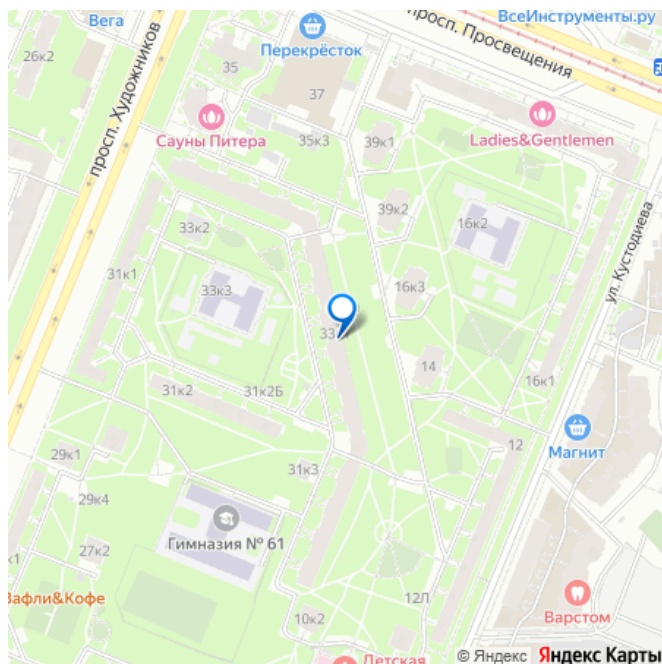 ВсеИнструменты.ру
Вега
26к2
просп. Художников
35
Перекрёсток
37
просп. Просвещения
Сауны Питера
35к3
39к1
Ladies&Gentlemen
33к2
39к2
16к2
ул. Кустодиева
31к1
33к3
16к3
14
31к2
31к2Б
16к1
12
29к1
31к3
Магнит
29к4
Гимназия № 61
27к2
Вафли&Кофе
12Л
10к2
Варстом
Детская
© Яндекс Яндекс Карты